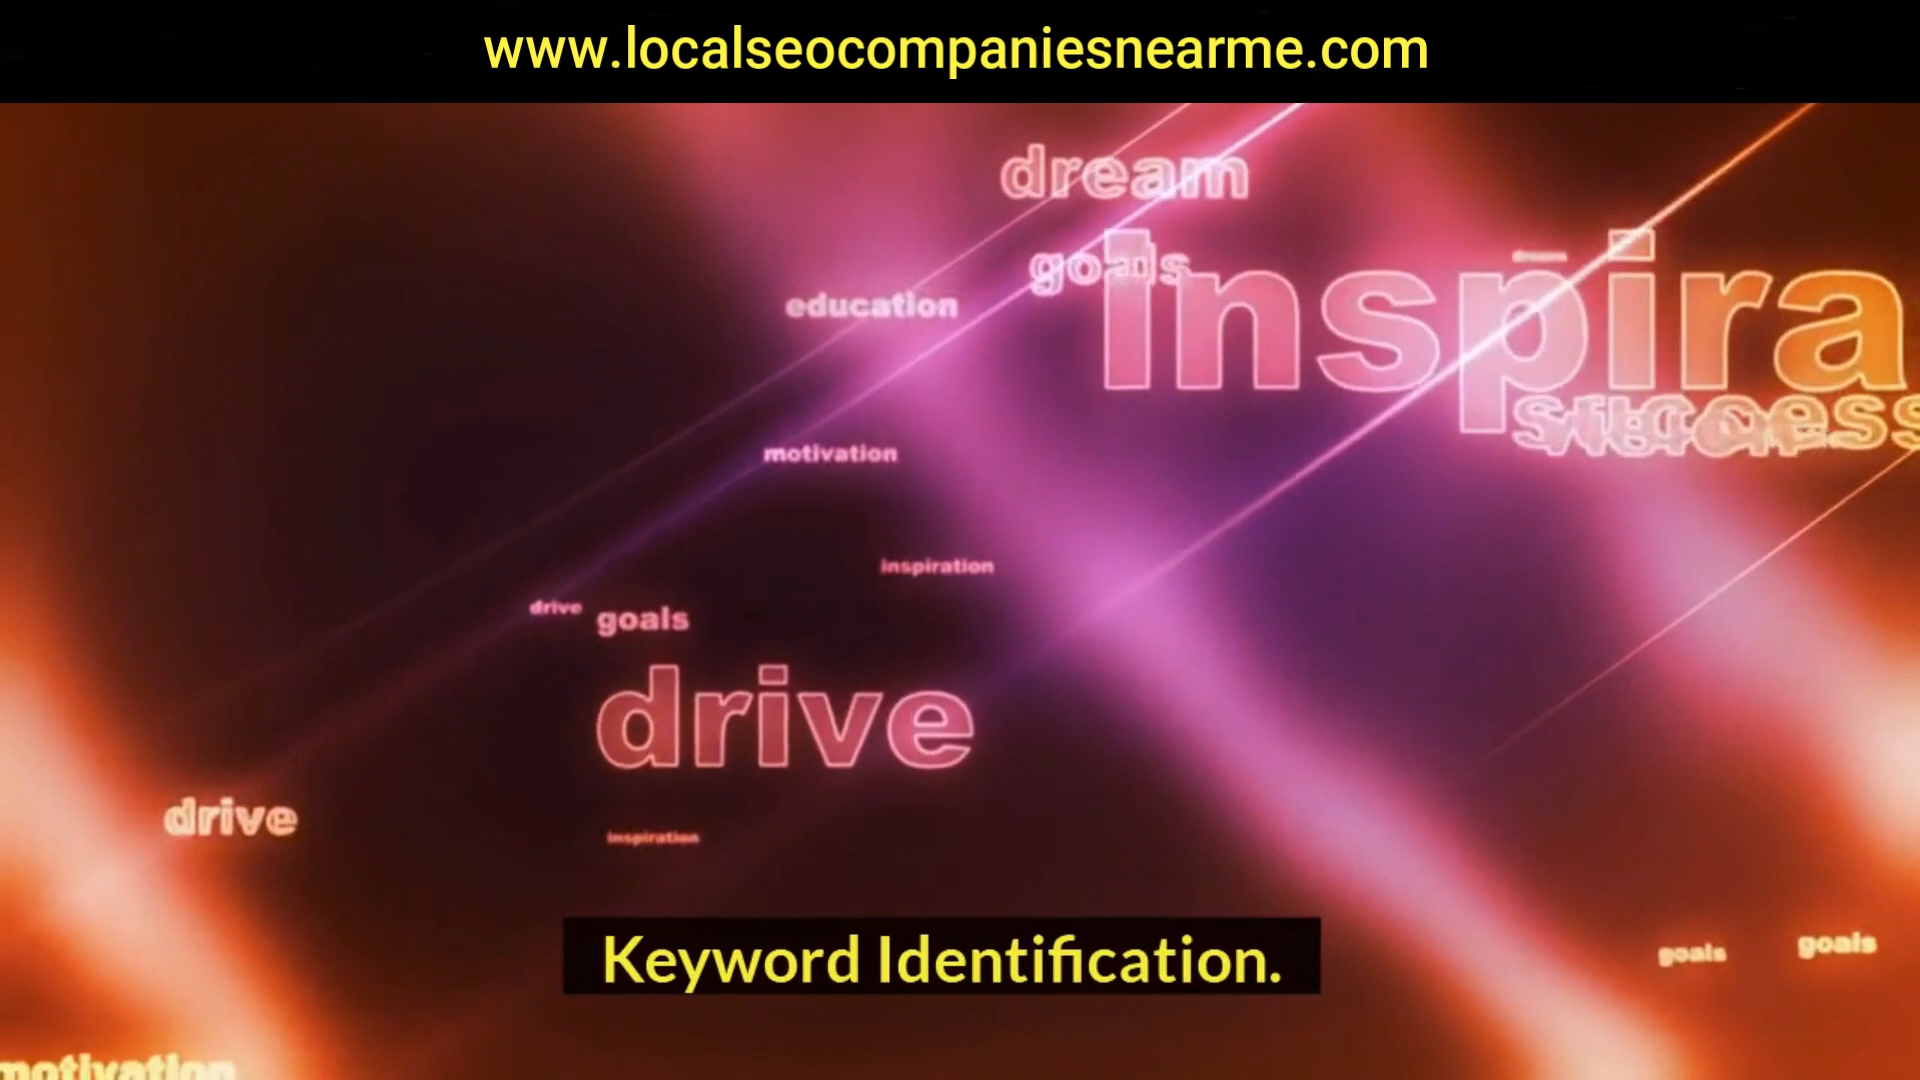 www.localseocompaniesnearme.com
dream
goals
inspira
education
success
motivation
inspiration
drive
goals
drive
drive
inspiration
goals
goals
Keyword Identification.
motivation